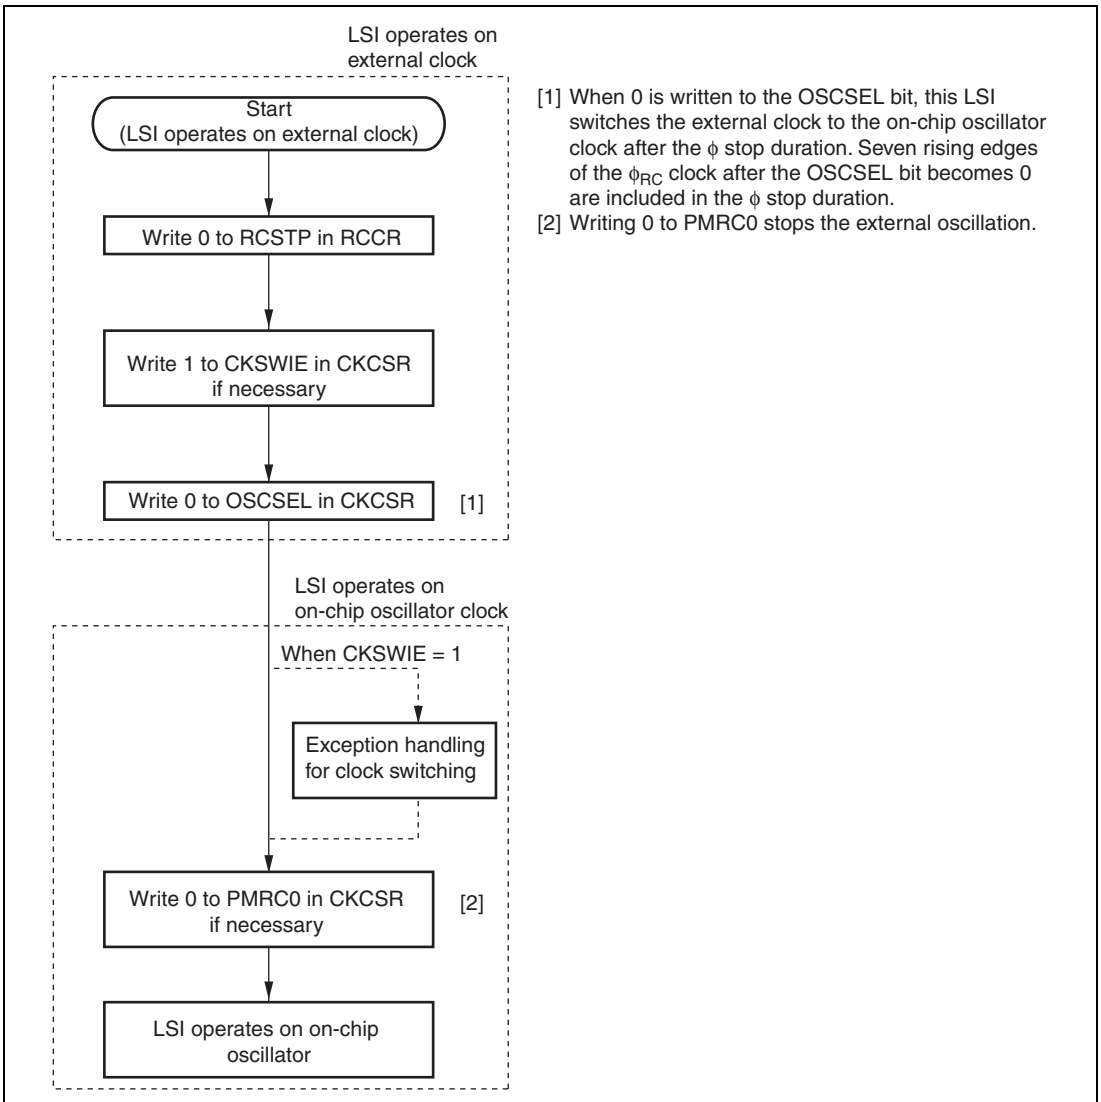 LSI operates on
external clock
Start
(LSI operates on external clock)
Write 0 to RCSTP in RCCR
Write 1 to CKSWIE in CKCSR
if necessary
Write 0 to OSCSEL in CKCSR
[1]
LSI operates on
on-chip oscillator clock
When CKSWIE = 1
Exception handling
for clock switching
Write 0 to PMRC0 in CKCSR
if necessary
[2]
LSI operates on on-chip
oscillator
[1] When 0 is written to the OSCSEL bit, this LSI
switches the external clock to the on-chip oscillator
clock after the ϕ stop duration. Seven rising edges
of the ϕRC clock after the OSCSEL bit becomes 0
are included in the ϕ stop duration.
[2] Writing 0 to PMRC0 stops the external oscillation.